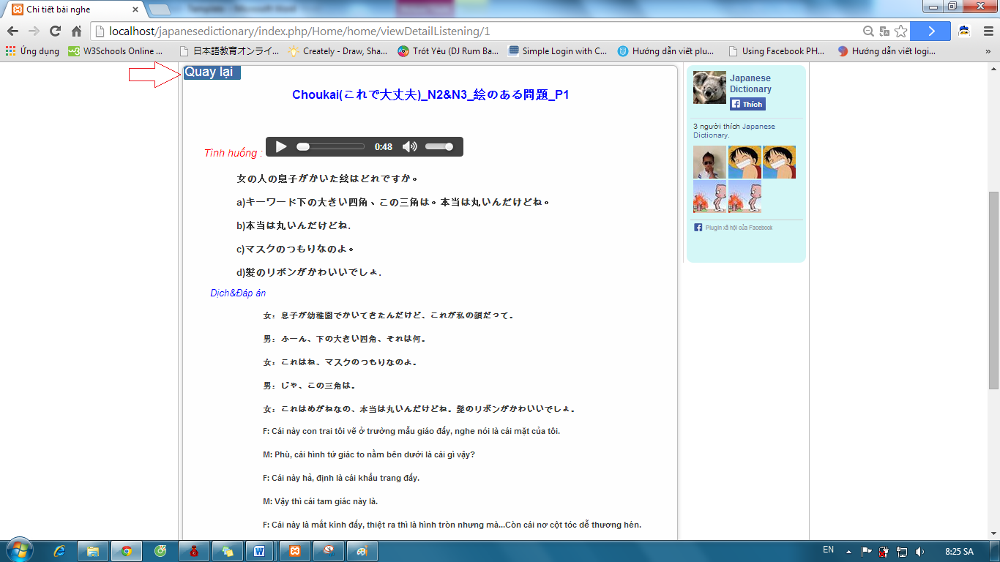 Chi tiết bài nghe
localhost/japanesedictionary/index.php/Home/home/viewDetailListening/1
Ứng dụng W3Schools Online ... 日本語教育オンライ... Creately - Draw, Sha... Trót Yêu (DJ Rum Ba... Simple Login with C... Hướng dẫn viết plu... Using Facebook PH... Hướng dẫn viết logi... »
Quay lại
Choukai(これで大丈夫)_N2&N3_絵のある問題_P1
Tình huống : 0:48
女の人の息子がかいた絵はどれですか。
a)キーワード下の大きい四角、この三角は。本当は丸いんだけどね。
b)本当は丸いんだけどね.
c)マスクのつもりなのよ。
d)髪のリボンがかわいいでしょ.
Dịch&Đáp án
女：息子が幼稚園でかいてきたんだけど、これが私の顔だって。
男：ふーん、下の大きい四角、それは何。
女：これはね、マスクのつもりなのよ。
男：じゃ、この三角は。
女：これはめがねなの、本当は丸いんだけどね。髪のリボンがかわいいでしょ。
F: Cái này con trai tôi vẽ ở trường mẫu giáo đấy, nghe nói là cái mặt của tôi.
M: Phù, cái hình tứ giác to nằm bên dưới là cái gì vậy?
F: Cái này hả, định là cái khẩu trang đấy.
M: Vậy thì cái tam giác này là.
F: Cái này là mắt kính đấy, thiệt ra thì là hình tròn nhưng mà...Còn cái nơ cột tóc dễ thương hén.
Japanese
Dictionary
Thích
3 người thích Japanese
Dictionary.
Plugin xã hội của Facebook
EN 8:25 SA